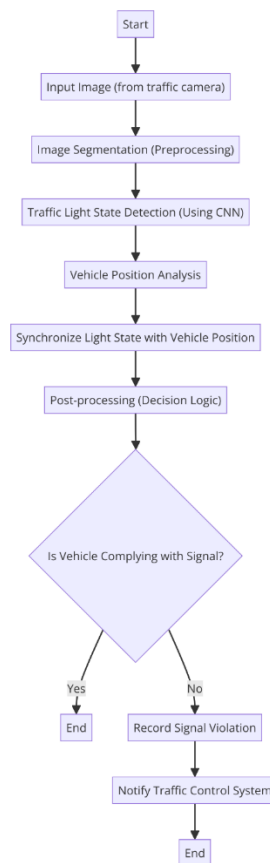 Start
Input Image (from traffic camera)
Image Segmentation (Preprocessing)
Traffic Light State Detection (Using CNN)
Vehicle Position Analysis
Synchronize Light State with Vehicle Position
Post-processing (Decision Logic)
Is Vehicle Complying with Signal?
Yes
No
End
Record Signal Violation
Notify Traffic Control System
End